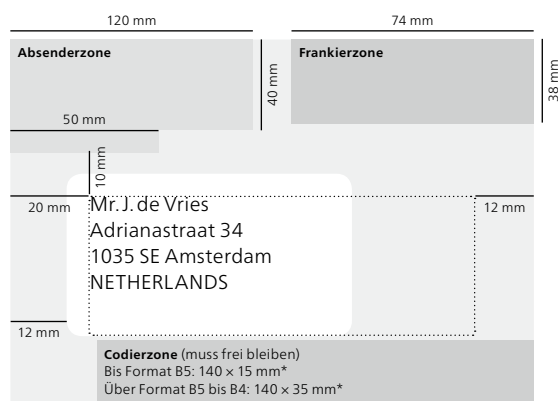 120 mm
74 mm
Absenderzone
Frankierzone
40 mm
38 mm
50 mm
10 mm
20 mm
12 mm
Mr. J. de Vries
Adrianastraat 34
1035 SE Amsterdam
NETHERLANDS
12 mm
Codierzone (muss frei bleiben)
Bis Format B5: 140 × 15 mm*
Über Format B5 bis B4: 140 × 35 mm*